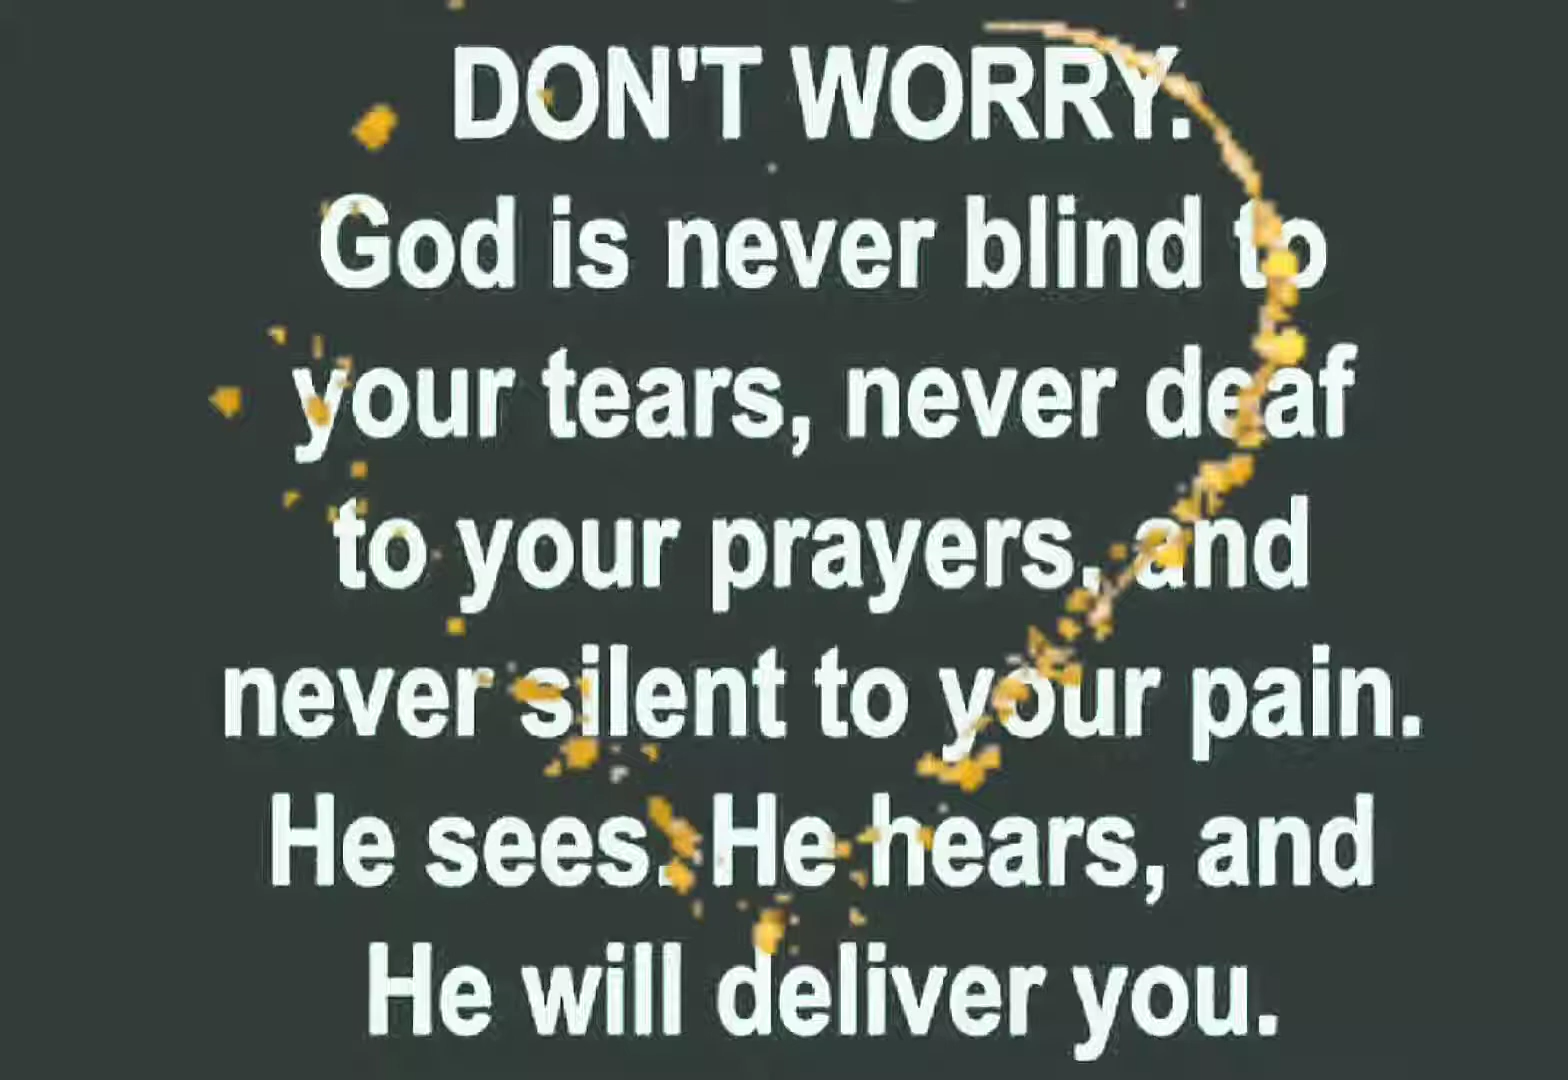 DON'T WORRY.
God is never blind to
your tears, never deaf
to your prayers, and
never silent to your pain.
He sees. He hears, and
He will deliver you.